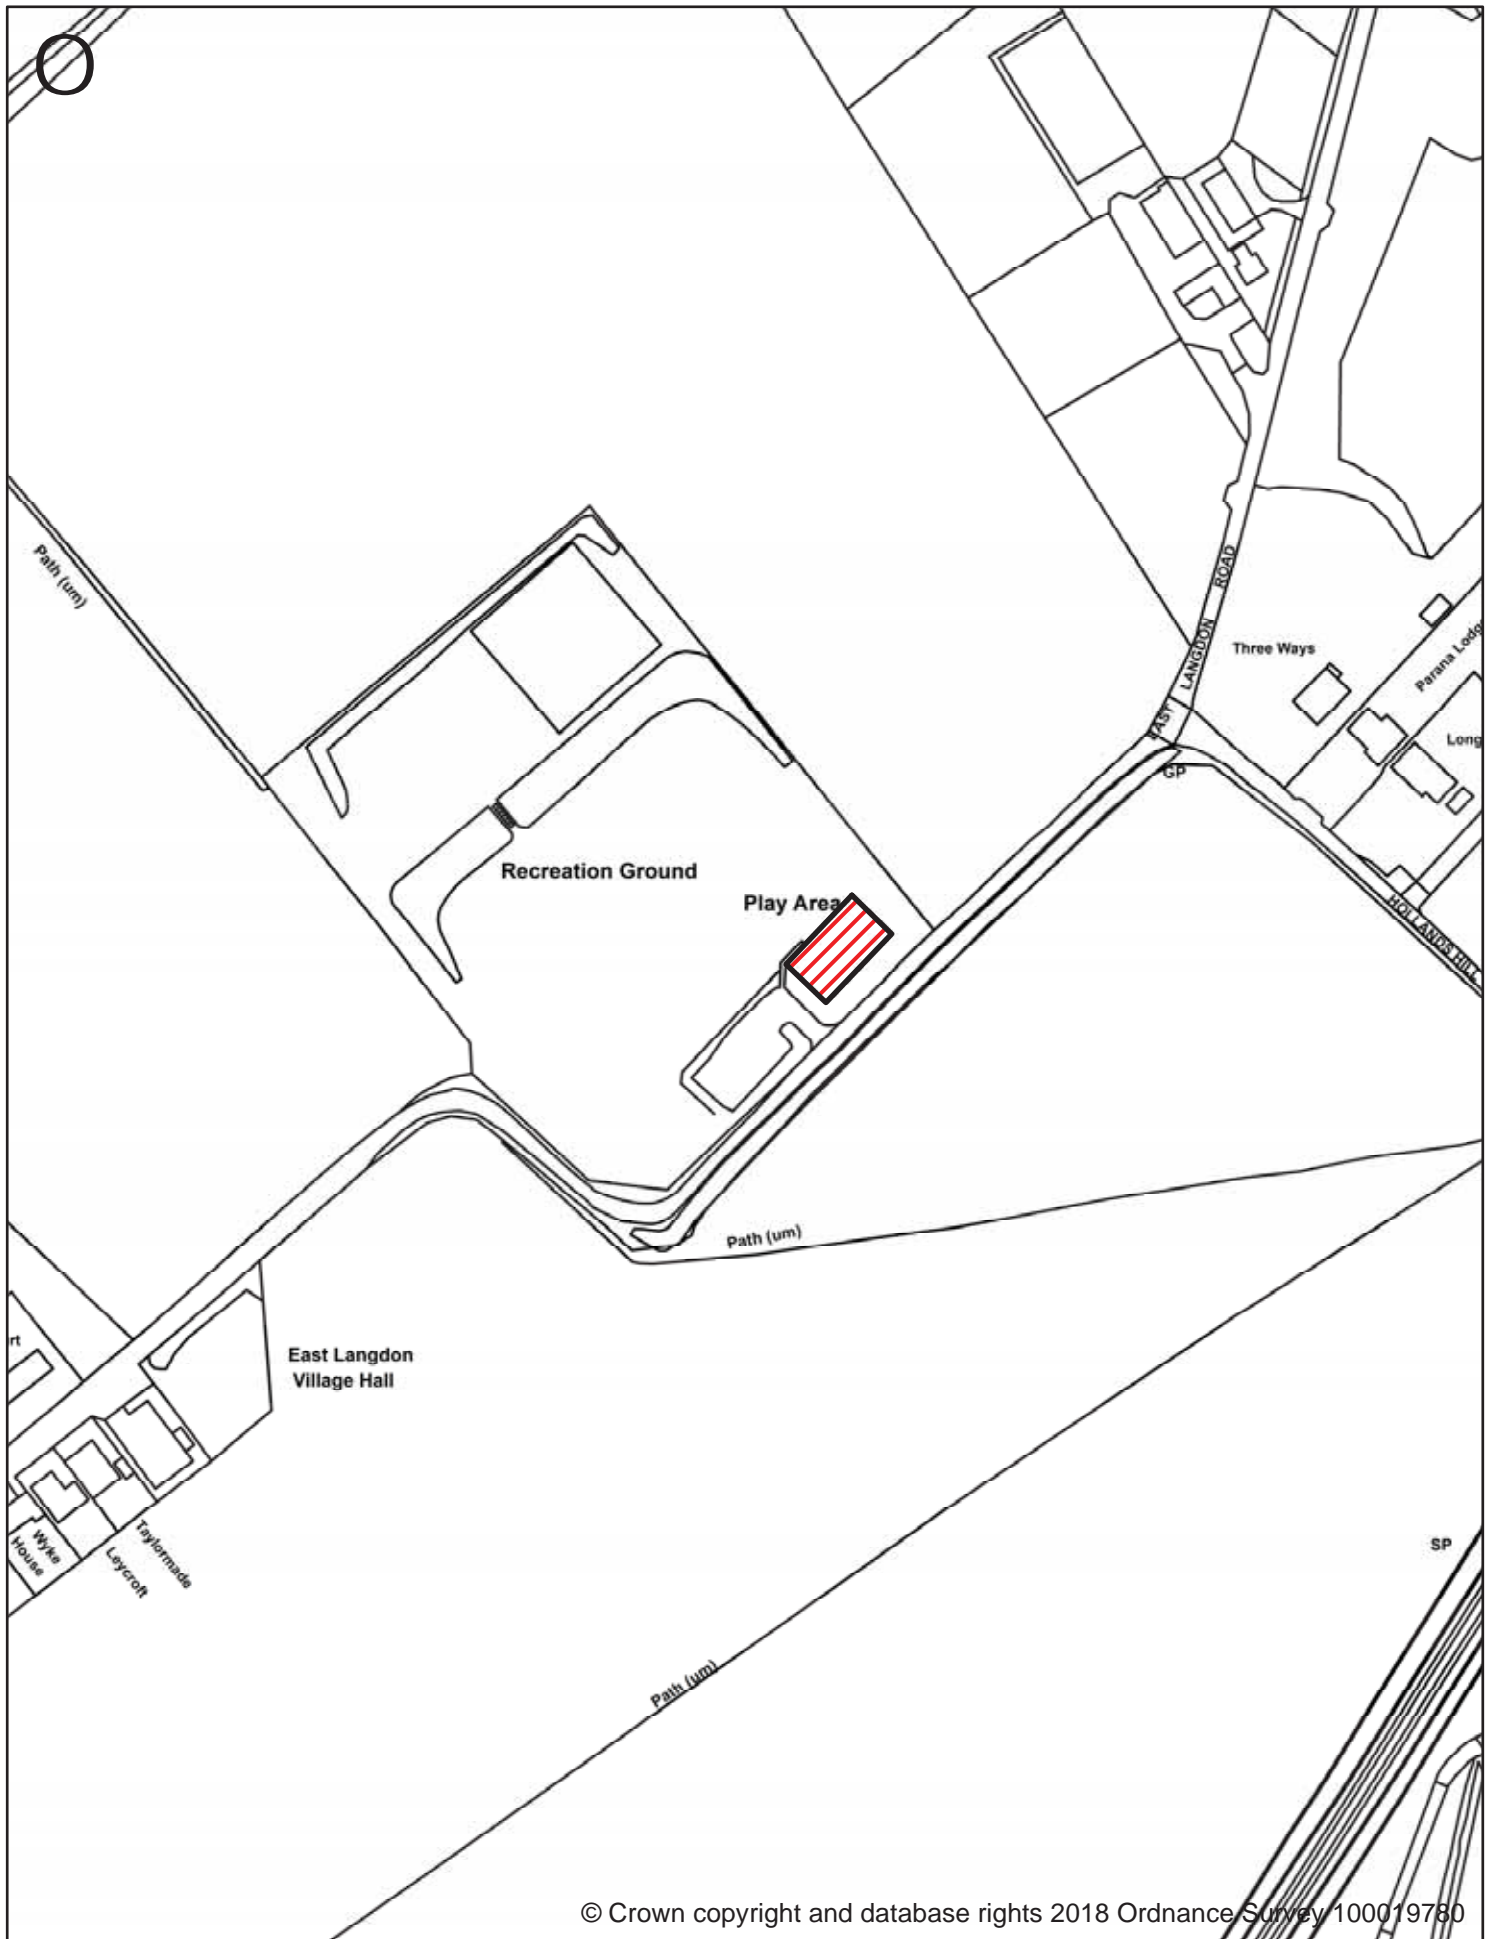 O
Path (um)
EAST LANGDON ROAD
Three Ways
Parana Lodge
Long
GP
HOLLANDS HILL
Recreation Ground
Play Area
Path (um)
rt
East Langdon
Village Hall
Wyke
House
Leycroft
Taylormade
SP
Path (um)
© Crown copyright and database rights 2018 Ordnance Survey 100019780